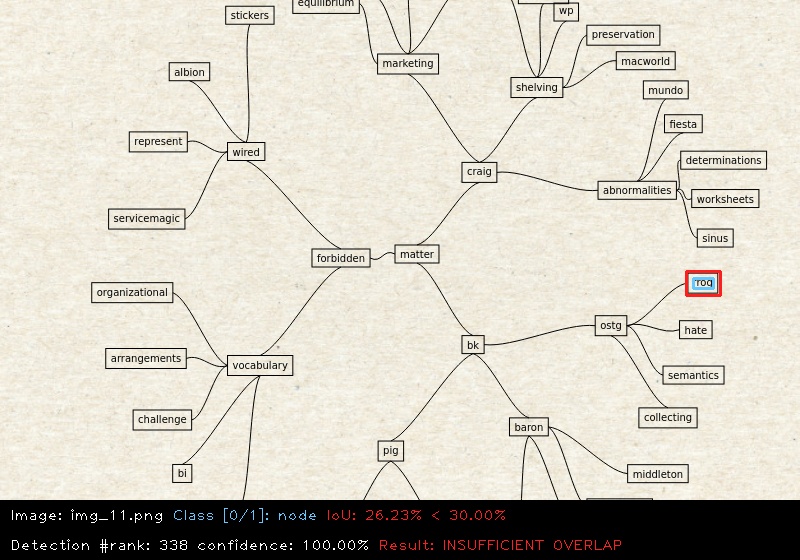 equilibrium
stickers
wp
preservation
marketing
macworld
albion
shelving
mundo
fiesta
represent
wired
determinations
craig
abnormalities
worksheets
servicemagic
sinus
forbidden
matter
roq
organizational
ostg
hate
bk
arrangements
vocabulary
semantics
challenge
collecting
baron
pig
bi
middleton
Image: img_11.png Class [0/1]: node IoU: 26.23% < 30.00%
Detection #rank: 338 confidence: 100.00% Result: INSUFFICIENT OVERLAP